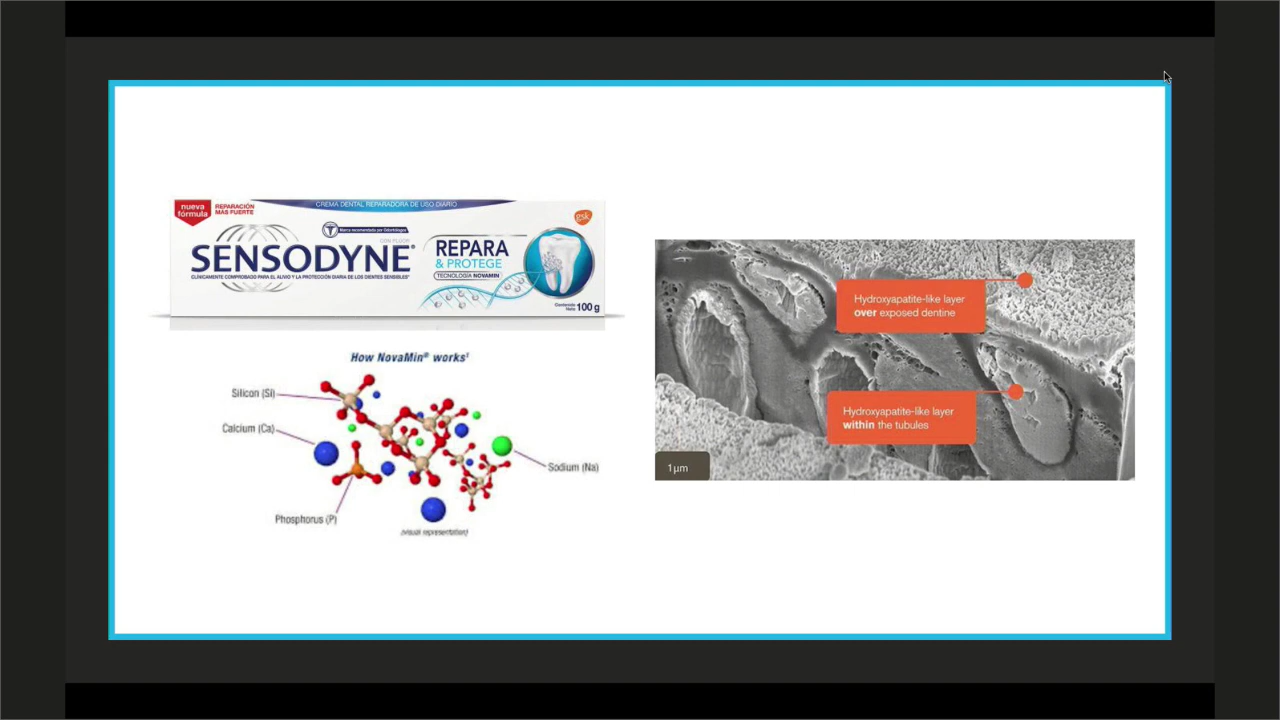 nueva
fórmula
REPARACIÓN
MAS FUERTE
CREMA DENTAL REPARADORA DE USO DIARIO
gsk
Marca recomendada por Odontólogos
CON FLUOR
SENSODYNE®
CLÍNICAMENTE COMPROBADO PARA EL ALIVIO Y LA PROTECCIÓN DIARIA DE LOS DIENTES SENSIBLES*
REPARA
& PROTEGE
TECNOLOGÍA NOVAMIN
Contenido
Neto 100 g
How NovaMin® works¹
Silicon (Si)
Calcium (Ca)
Sodium (Na)
Phosphorus (P)
(visual representation)
Hydroxyapatite-like layer
over exposed dentine
Hydroxyapatite-like layer
within the tubules
1µm